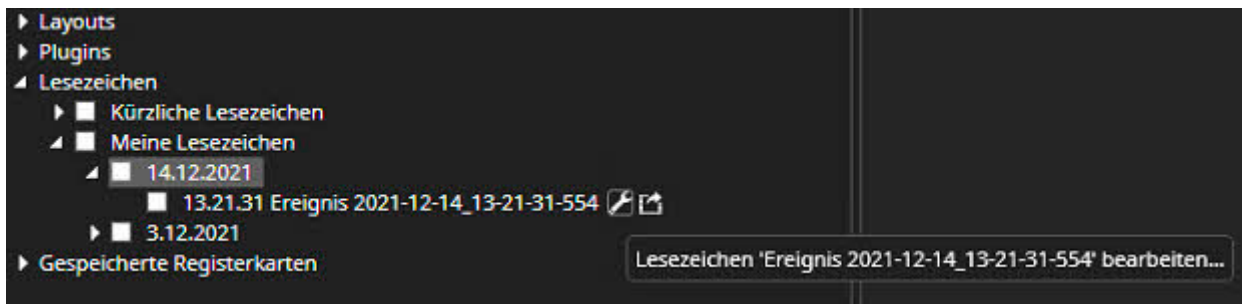 Layouts
Plugins
Lesezeichen
Kürzliche Lesezeichen
Meine Lesezeichen
14.12.2021
13.21.31 Ereignis 2021-12-14_13-21-31-554
3.12.2021
Gespeicherte Registerkarten
Lesezeichen 'Ereignis 2021-12-14_13-21-31-554' bearbeiten...